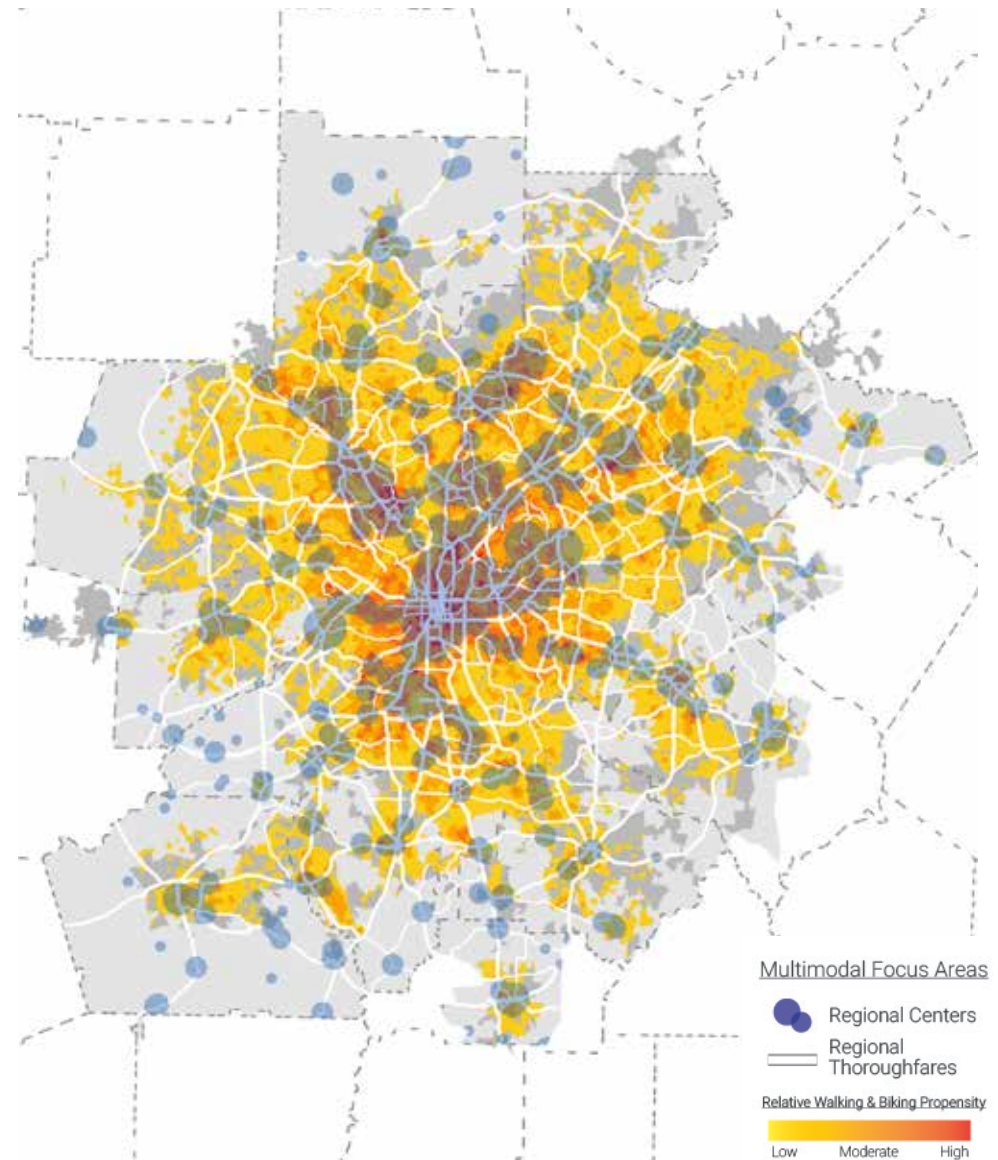 Multimodal Focus Areas
Regional Centers
Regional
Thoroughfares
Relative Walking & Biking Propensity
Low Moderate High